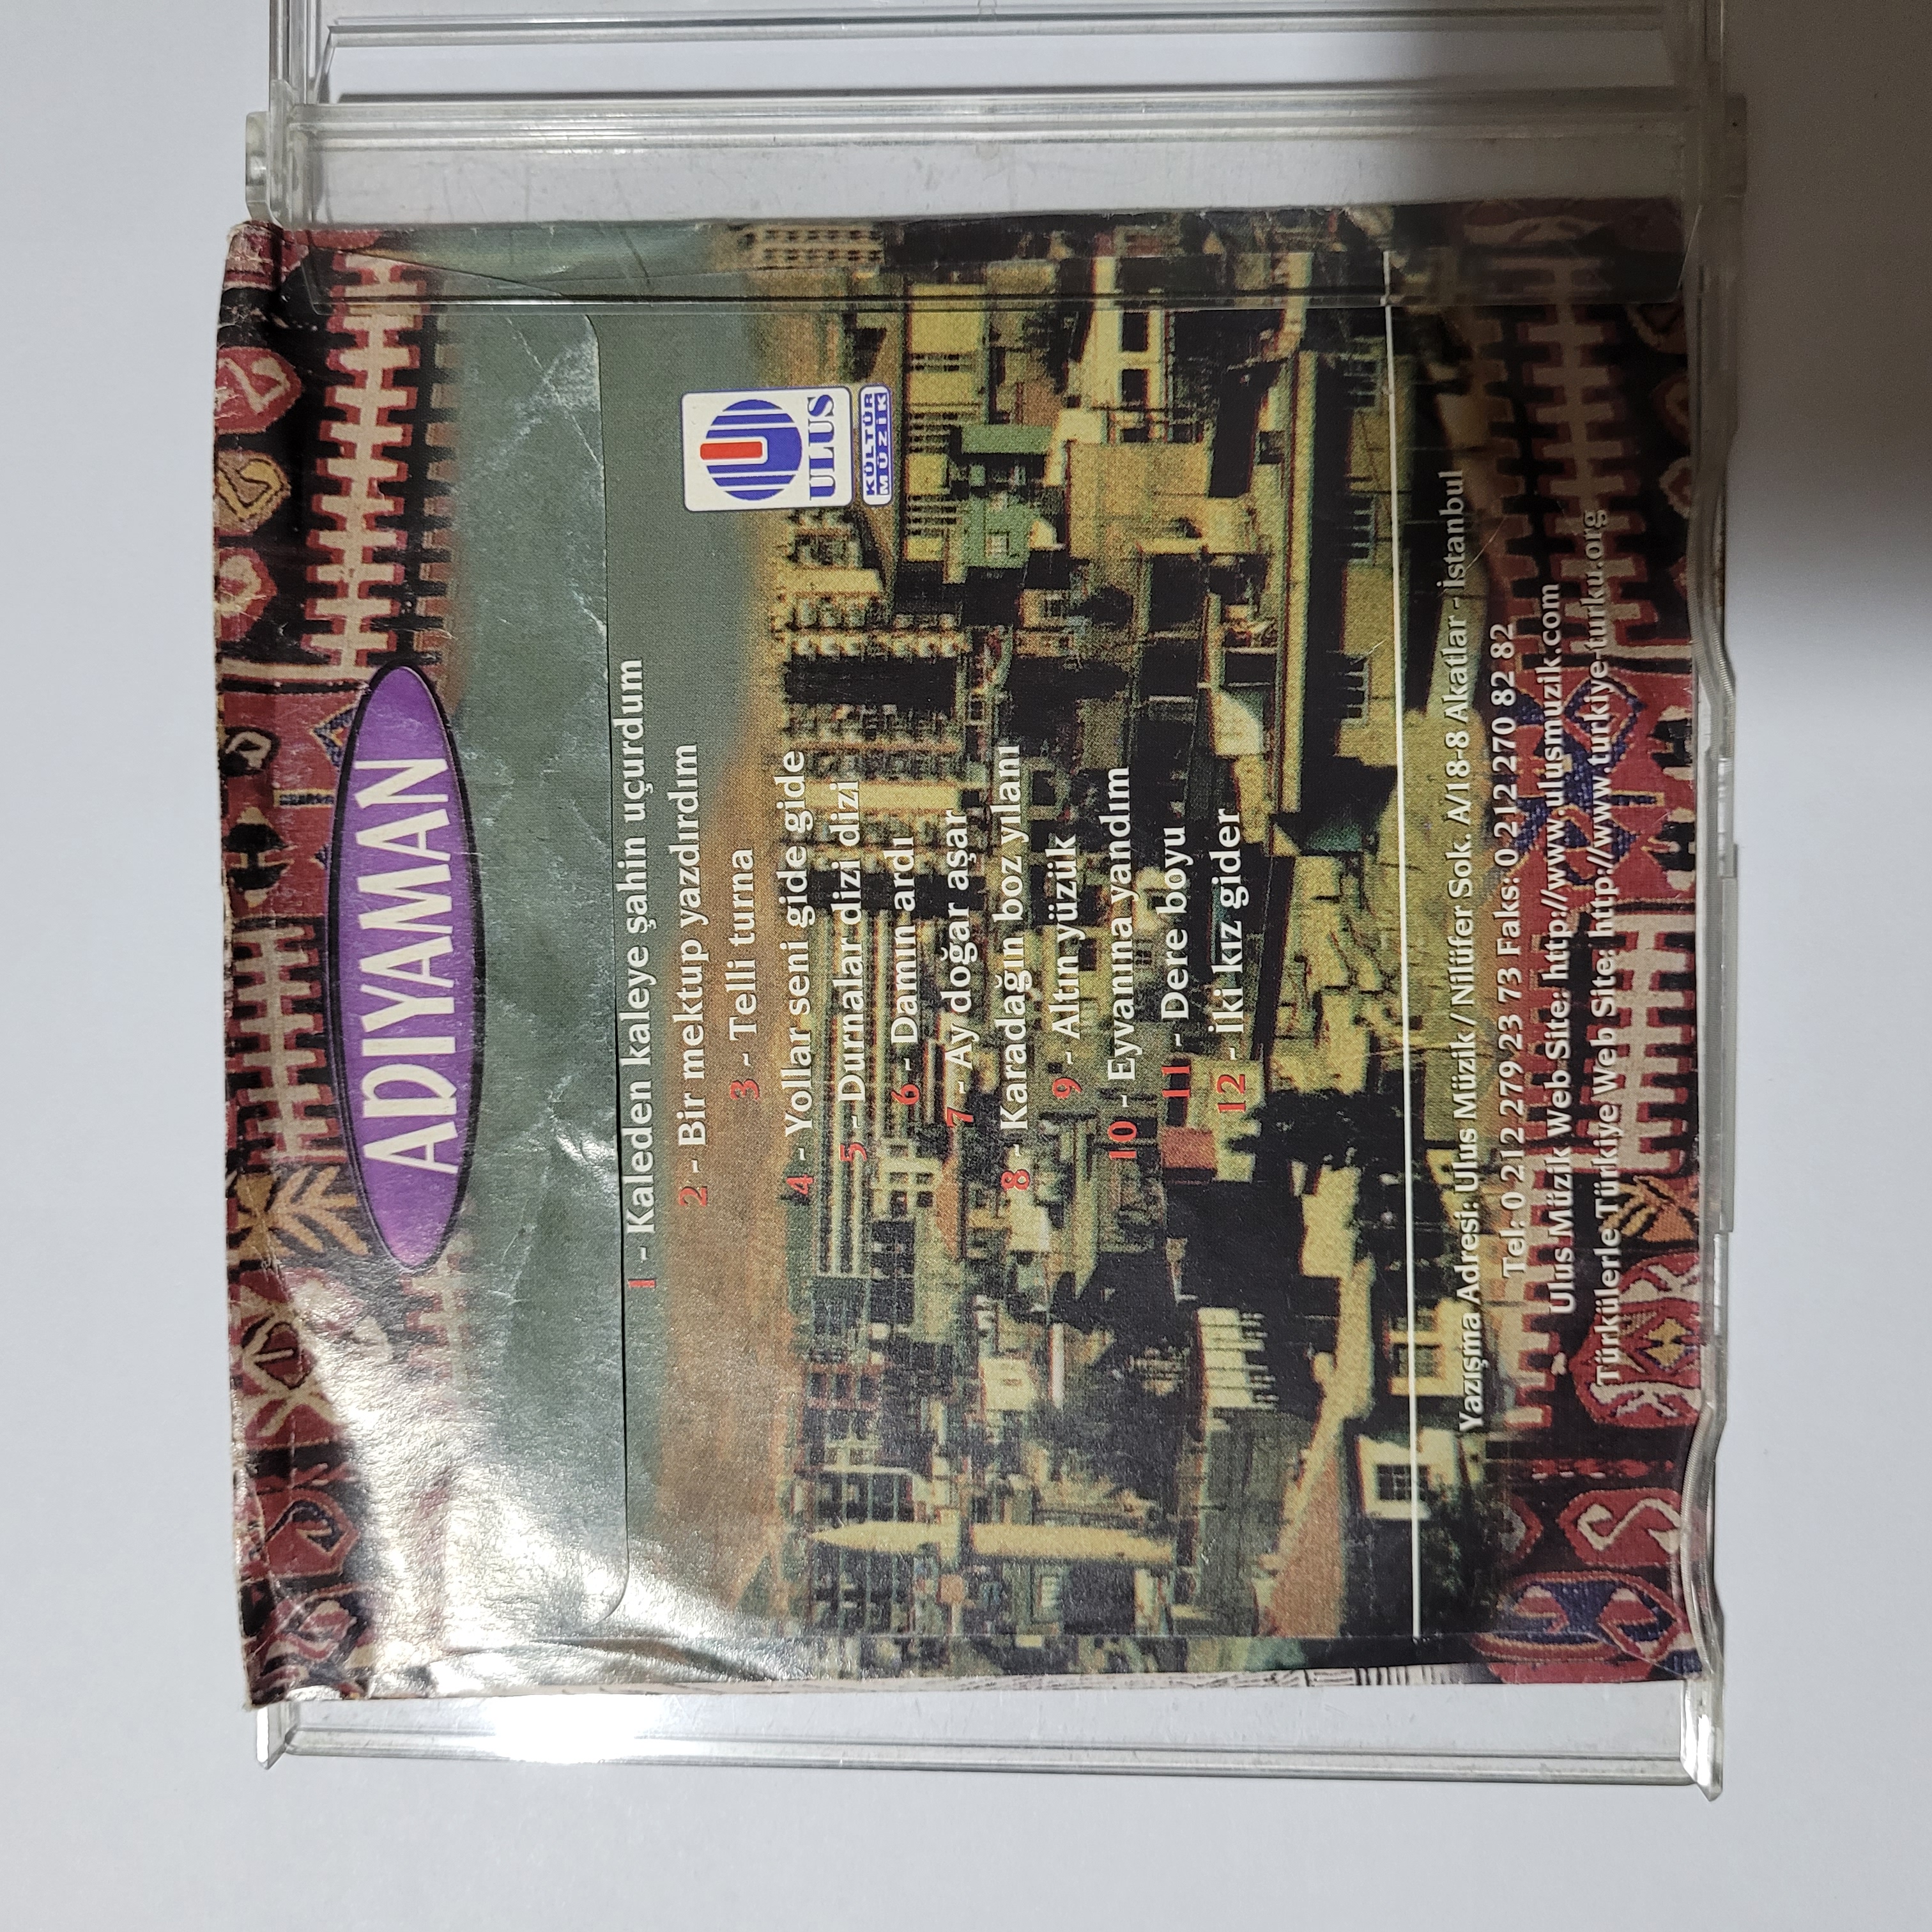 ADIYAMAN
1 - Kaleden kaleye şahin uçurdum
2 - Bir mektup yazdırdım
3 - Telli turna
4 - Yollar seni gide gide
5 - Durnalar dizi dizi
6 - Damın ardı
7 - Ay doğar aşar
8 - Karadağın boz yılanı
9 - Altın yüzük
10 - Eyvanına yandım
11 - Dere boyu
12 - İki kız gider
ULUS
KÜLTÜR
MÜZİK
Yazışma Adresi: Ulus Müzik / Nilüfer Sok. A/18-8 Akatlar - İstanbul
Tel: 0 212 279 23 73 Faks: 0 212 270 82 82
Ulus Müzik Web Site: http://www.ulusmuzik.com
Türkülerle Türkiye Web Site: http://www.turkiye-turku.org